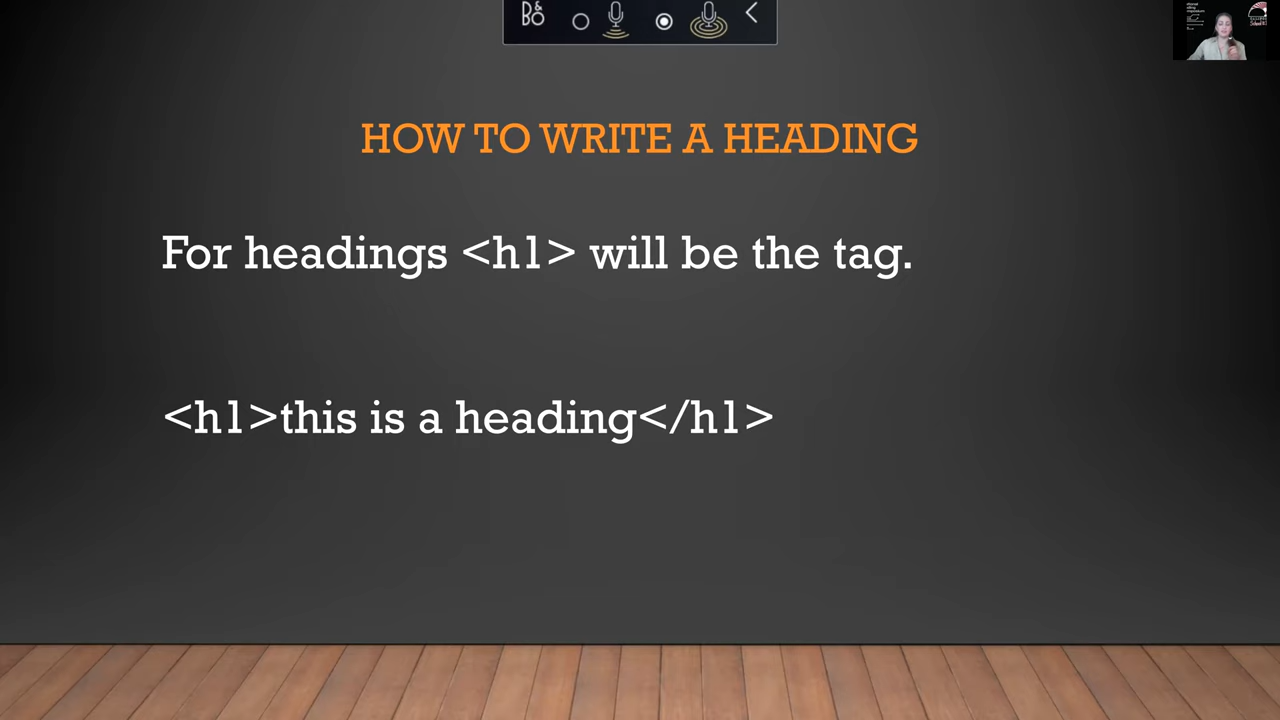 B&O
HOW TO WRITE A HEADING
For headings <h1> will be the tag.
<h1>this is a heading</h1>